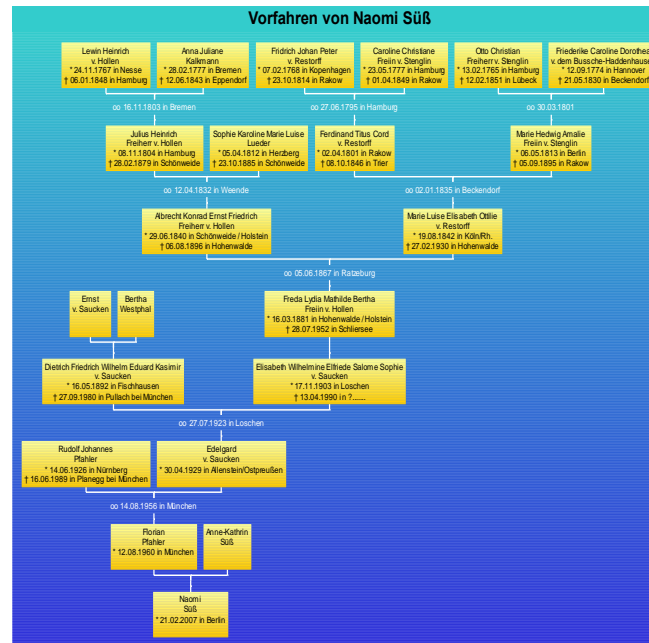 Vorfahren von Naomi Süß
Lewin Heinrich
v. Hollen
* 24.11.1767 in Nesse
† 06.01.1848 in Hamburg
Anna Juliane
Kalkmann
* 28.02.1777 in Bremen
† 12.06.1843 in Eppendorf
Fridrich Johan Peter
v. Restorff
* 07.02.1768 in Kopenhagen
† 23.10.1814 in Rakow
Caroline Christiane
Freiin v. Stenglin
* 23.05.1777 in Hamburg
† 01.04.1849 in Rakow
Otto Christian
Freiherr v. Stenglin
* 13.02.1765 in Hamburg
† 12.02.1851 in Lübeck
Friederike Caroline Dorothea
v. dem Bussche-Haddenhause
* 12.09.1774 in Hannover
† 21.05.1830 in Beckendorf
oo 16.11.1803 in Bremen
oo 27.06.1795 in Hamburg
oo 30.03.1801
Julius Heinrich
Freiherr v. Hollen
* 08.11.1804 in Hamburg
† 28.02.1879 in Schönweide
Sophie Karoline Marie Luise
Lueder
* 05.04.1812 in Herzberg
† 23.10.1885 in Schönweide
Ferdinand Titus Cord
v. Restorff
* 02.04.1801 in Rakow
† 08.10.1846 in Trier
Marie Hedwig Amalie
Freiin v. Stenglin
* 06.05.1813 in Berlin
† 05.09.1895 in Rakow
oo 12.04.1832 in Weende
oo 02.01.1835 in Beckendorf
Albrecht Konrad Ernst Friedrich
Freiherr v. Hollen
* 29.06.1840 in Schönweide / Holstein
† 06.08.1896 in Hohenwalde
Marie Luise Elisabeth Ottilie
v. Restorff
* 19.08.1842 in Köln/Rh.
† 27.02.1930 in Hohenwalde
oo 05.06.1867 in Ratzeburg
Ernst
v. Saucken
Bertha
Westphal
Freda Lydia Mathilde Bertha
Freiin v. Hollen
* 16.03.1881 in Hohenwalde / Holstein
† 28.07.1952 in Schliersee
Dietrich Friedrich Wilhelm Eduard Kasimir
v. Saucken
* 16.05.1892 in Fischhausen
† 27.09.1980 in Pullach bei München
Elisabeth Wilhelmine Elfriede Salome Sophie
v. Saucken
* 17.11.1903 in Loschen
† 13.04.1990 in ?.......
oo 27.07.1923 in Loschen
Rudolf Johannes
Pfahler
* 14.06.1926 in Nürnberg
† 16.06.1989 in Planegg bei München
Edelgard
v. Saucken
* 30.04.1929 in Allenstein/Ostpreußen
oo 14.08.1956 in München
Florian
Pfahler
* 12.08.1960 in München
Anne-Kathrin
Süß
Naomi
Süß
* 21.02.2007 in Berlin